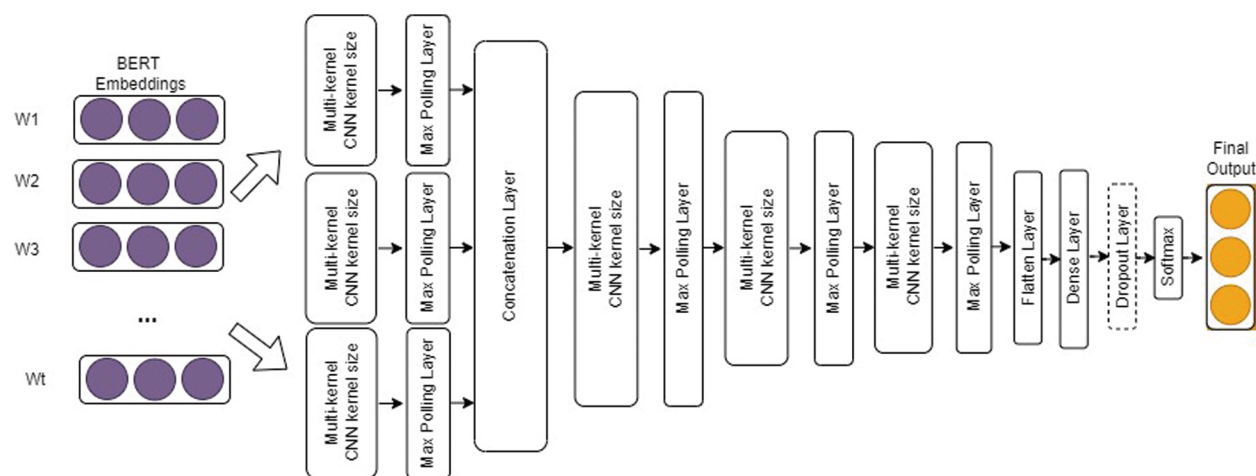 BERT
Embeddings
W1
W2
W3
...
Wt
Multi-kernel
CNN kernel size
Max Polling Layer
Multi-kernel
CNN kernel size
Max Polling Layer
Multi-kernel
CNN kernel size
Max Polling Layer
Concatenation Layer
Multi-kernel
CNN kernel size
Max Polling Layer
Multi-kernel
CNN kernel size
Max Polling Layer
Multi-kernel
CNN kernel size
Max Polling Layer
Flatten Layer
Dense Layer
Dropout Layer
Softmax
Final
Output